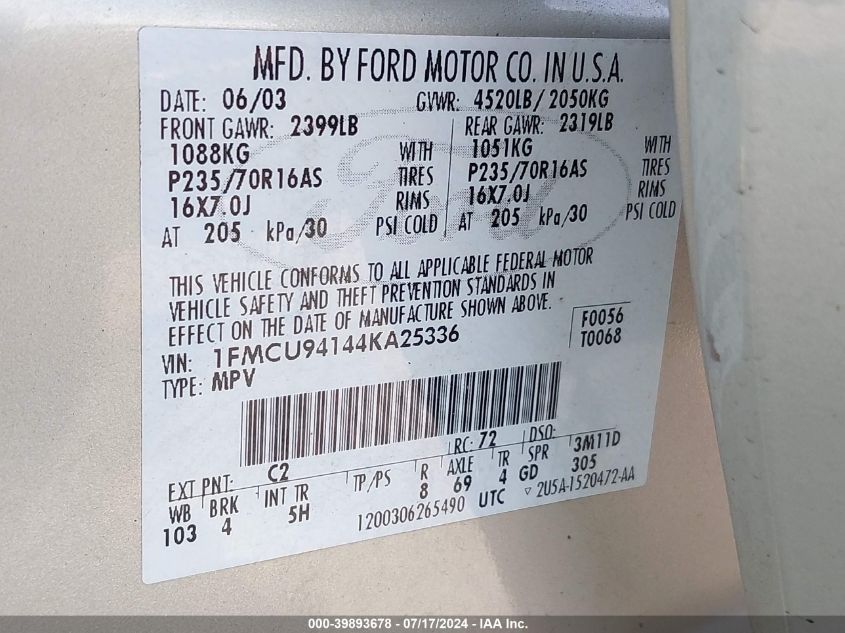 MFD. BY FORD MOTOR CO. IN U.S.A.
DATE: 06/03 GVWR: 4520LB/ 2050KG
FRONT GAWR: 2399LB REAR GAWR: 2319LB
1088KG WITH 1051KG WITH
P235/70R16AS TIRES P235/70R16AS TIRES
16X7.0J RIMS 16X7.0J RIMS
AT 205 kPa/30 PSI COLD AT 205 kPa/30 PSI COLD
Ford
THIS VEHICLE CONFORMS TO ALL APPLICABLE FEDERAL MOTOR
VEHICLE SAFETY AND THEFT PREVENTION STANDARDS IN
EFFECT ON THE DATE OF MANUFACTURE SHOWN ABOVE.
F0056
VIN: 1FMCU94144KA25336 T0068
TYPE: MPV
EXT PNT: C2 RC: 72 DSO:
WB BRK INT TR TP/PS R AXLE TR SPR 3M11D
103 4 5H 8 69 4 GD 305
1200306265490 UTC ▽ 2U5A-1520472-AA
000-39893678 - 07/17/2024 - IAA Inc.